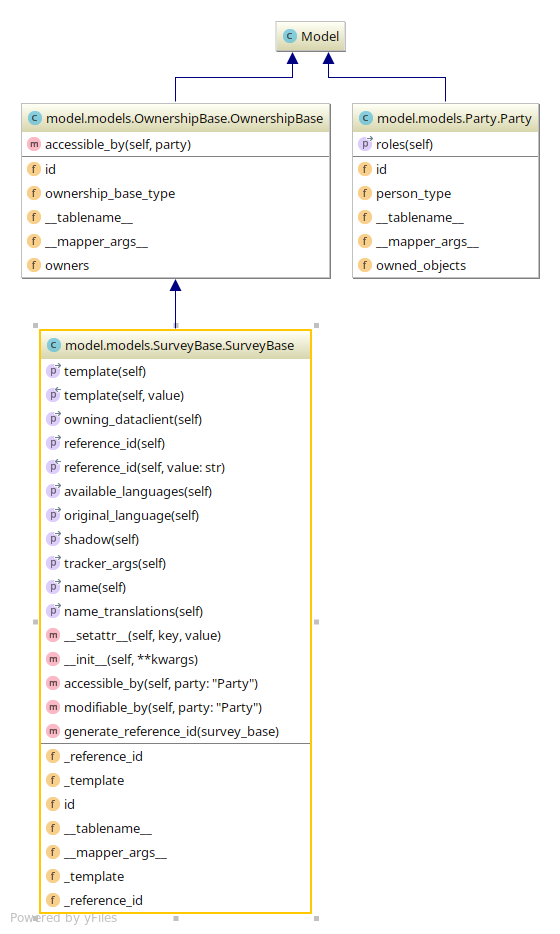 Model
model.models.OwnershipBase.OwnershipBase
accessible_by(self, party)
id
ownership_base_type
__tablename__
__mapper_args__
owners
model.models.Party.Party
roles(self)
id
person_type
__tablename__
__mapper_args__
owned_objects
model.models.SurveyBase.SurveyBase
template(self)
template(self, value)
owning_dataclient(self)
reference_id(self)
reference_id(self, value: str)
available_languages(self)
original_language(self)
shadow(self)
tracker_args(self)
name(self)
name_translations(self)
__setattr__(self, key, value)
__init__(self, **kwargs)
accessible_by(self, party: "Party")
modifiable_by(self, party: "Party")
generate_reference_id(survey_base)
_reference_id
_template
id
__tablename__
__mapper_args__
_template
_reference_id
Powered by yFiles